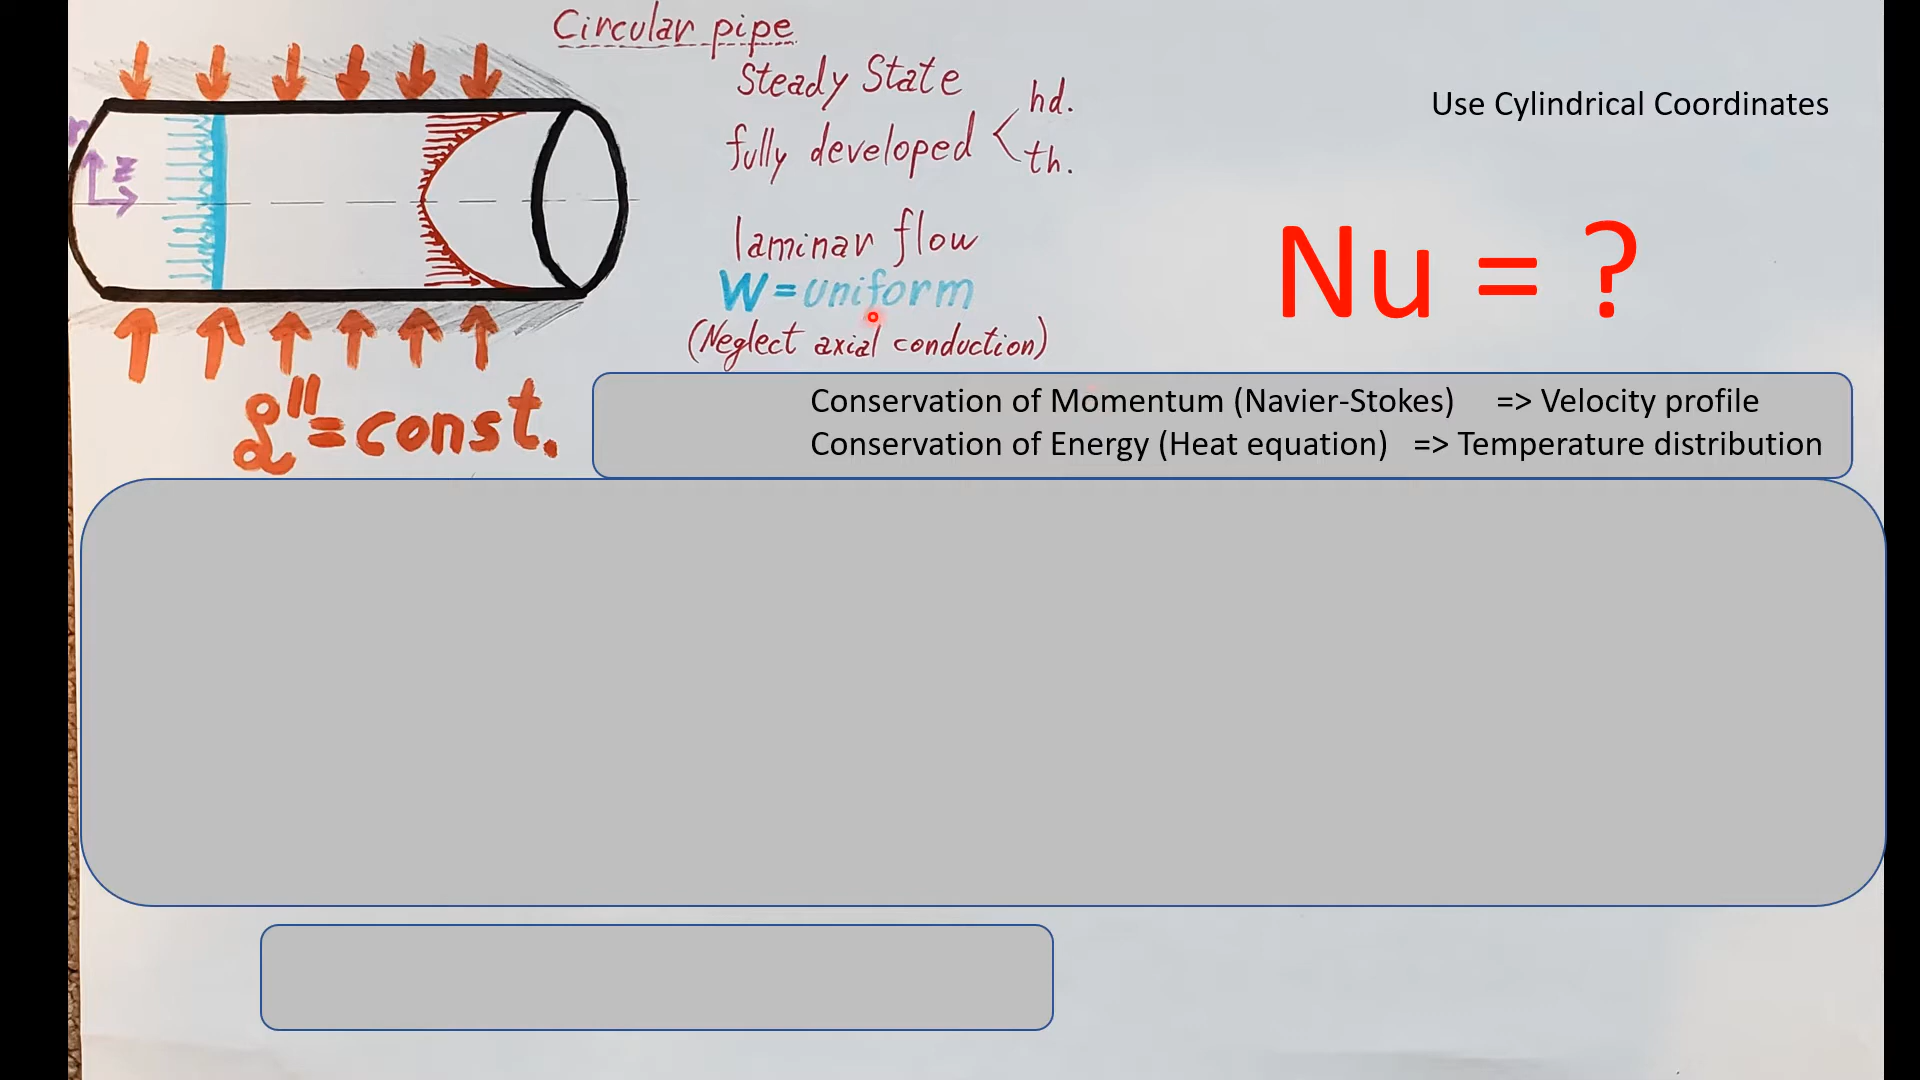 Circular pipe
Steady State
fully developed < hd.
th.
laminar flow
W = uniform
(Neglect axial conduction)
r
z
q'' = const.
Use Cylindrical Coordinates
Nu = ?
Conservation of Momentum (Navier-Stokes) => Velocity profile
Conservation of Energy (Heat equation) => Temperature distribution